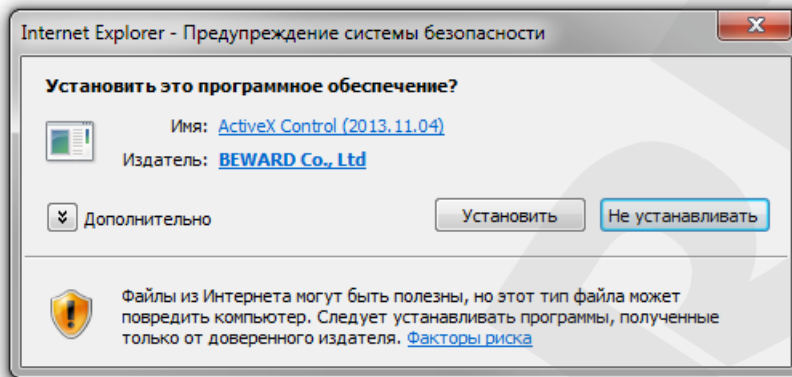 Internet Explorer - Предупреждение системы безопасности
Установить это программное обеспечение?
Имя: ActiveX Control (2013.11.04)
Издатель: BEWARD Co., Ltd
Дополнительно
Установить
Не устанавливать
Файлы из Интернета могут быть полезны, но этот тип файла может
повредить компьютер. Следует устанавливать программы, полученные
только от доверенного издателя. Факторы риска